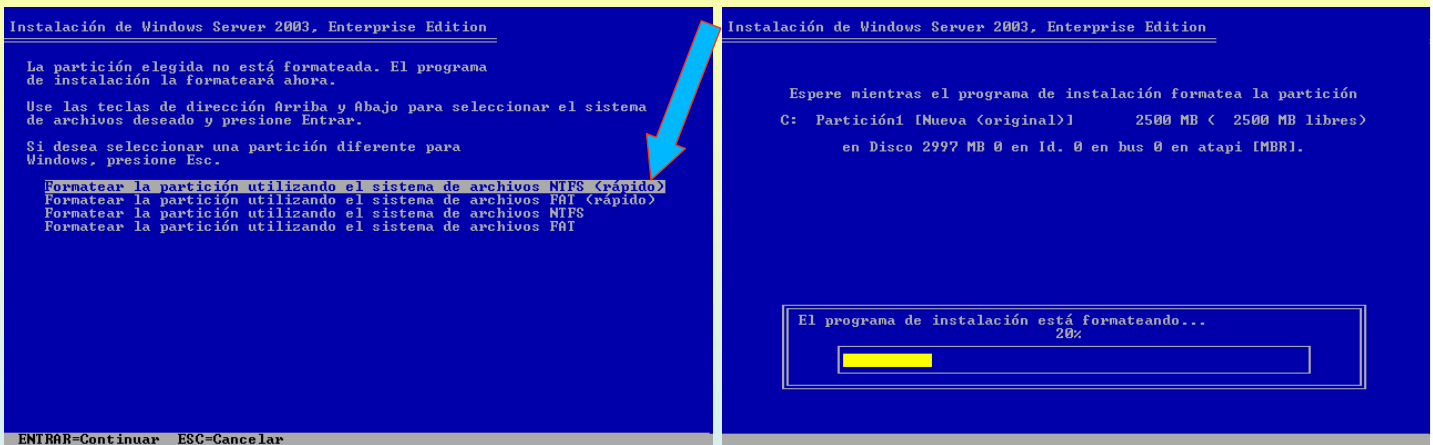 Instalación de Windows Server 2003, Enterprise Edition
La partición elegida no está formateada. El programa
de instalación la formateará ahora.
Use las teclas de dirección Arriba y Abajo para seleccionar el sistema
de archivos deseado y presione Entrar.
Si desea seleccionar una partición diferente para
Windows, presione Esc.
Formatear la partición utilizando el sistema de archivos NTFS (rápido)
Formatear la partición utilizando el sistema de archivos FAT (rápido)
Formatear la partición utilizando el sistema de archivos NTFS
Formatear la partición utilizando el sistema de archivos FAT
ENTRAR=Continuar ESC=Cancelar
Instalación de Windows Server 2003, Enterprise Edition
Espere mientras el programa de instalación formatea la partición
C: Partición1 [Nueva (original)] 2500 MB ( 2500 MB libres)
en Disco 2997 MB 0 en Id. 0 en bus 0 en atapi [MBR].
El programa de instalación está formateando...
20%